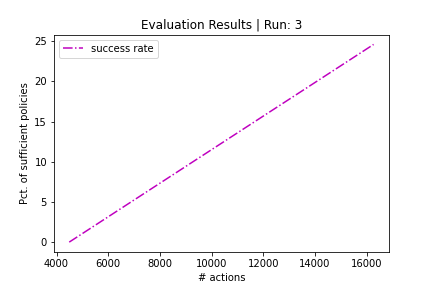 Evaluation Results | Run: 3
success rate
Pct. of sufficient policies
25
20
15
10
5
0
4000 6000 8000 10000 12000 14000 16000
# actions